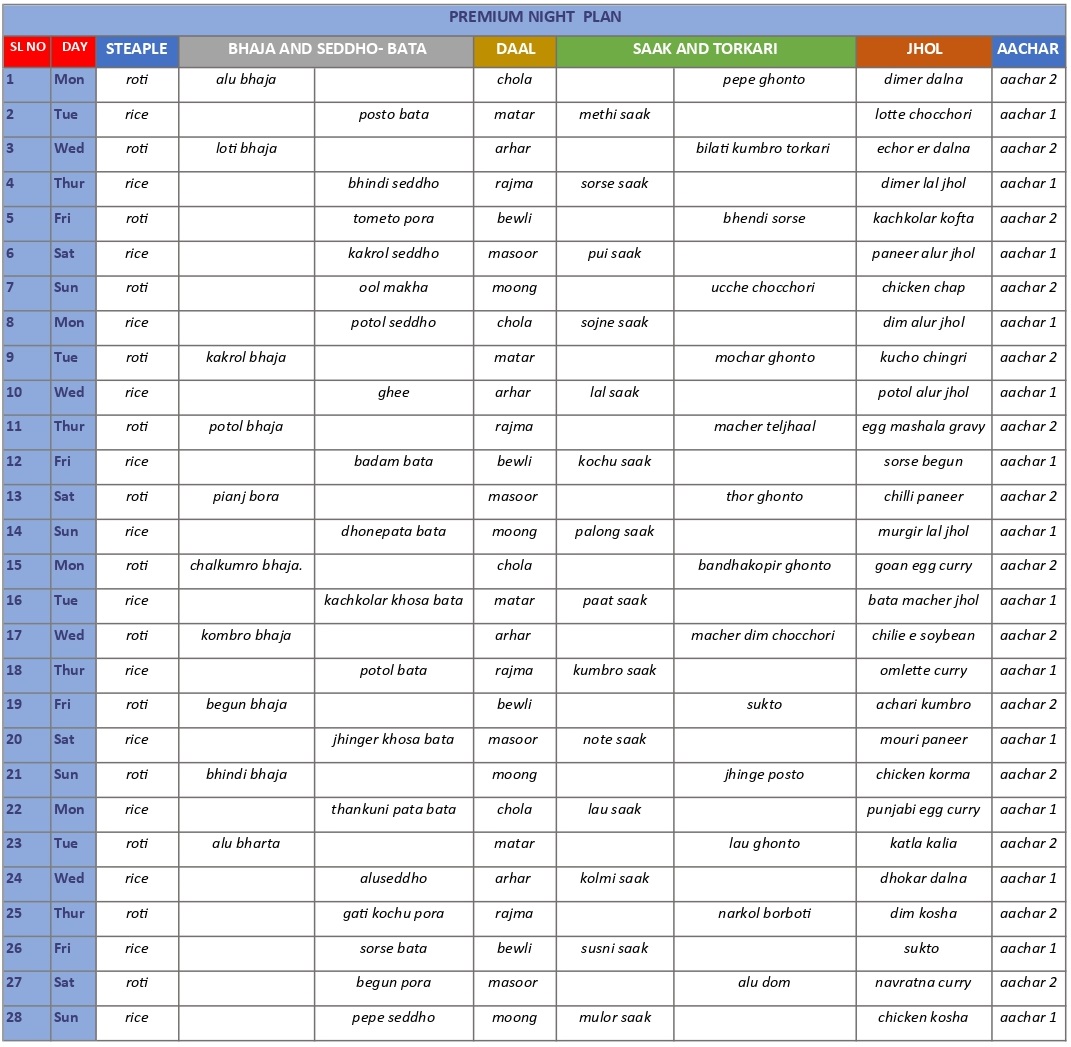 PREMIUM NIGHT PLAN
SL NO DAY STEAPLE BHAJA AND SEDDHO- BATA DAAL SAAK AND TORKARI JHOL AACHAR
1 Mon roti alu bhaja chola pepe ghonto dimer dalna aachar 2
2 Tue rice posto bata matar methi saak lotte chocchori aachar 1
3 Wed roti loti bhaja arhar bilati kumbro torkari echor er dalna aachar 2
4 Thur rice bhindi seddho rajma sorse saak dimer lal jhol aachar 1
5 Fri roti tometo pora bewli bhendi sorse kachkolar kofta aachar 2
6 Sat rice kakrol seddho masoor pui saak paneer alur jhol aachar 1
7 Sun roti ool makha moong ucche chocchori chicken chap aachar 2
8 Mon rice potol seddho chola sojne saak dim alur jhol aachar 1
9 Tue roti kakrol bhaja matar mochar ghonto kucho chingri aachar 2
10 Wed rice ghee arhar lal saak potol alur jhol aachar 1
11 Thur roti potol bhaja rajma macher teljhaal egg mashala gravy aachar 2
12 Fri rice badam bata bewli kochu saak sorse begun aachar 1
13 Sat roti pianj bora masoor thor ghonto chilli paneer aachar 2
14 Sun rice dhonepata bata moong palong saak murgir lal jhol aachar 1
15 Mon roti chalkumro bhaja. chola bandhakopir ghonto goan egg curry aachar 2
16 Tue rice kachkolar khosa bata matar paat saak bata macher jhol aachar 1
17 Wed roti kombro bhaja arhar macher dim chocchori chilie e soybean aachar 2
18 Thur rice potol bata rajma kumbro saak omlette curry aachar 1
19 Fri roti begun bhaja bewli sukto achari kumbro aachar 2
20 Sat rice jhinger khosa bata masoor note saak mouri paneer aachar 1
21 Sun roti bhindi bhaja moong jhinge posto chicken korma aachar 2
22 Mon rice thankuni pata bata chola lau saak punjabi egg curry aachar 1
23 Tue roti alu bharta matar lau ghonto katla kalia aachar 2
24 Wed rice aluseddho arhar kolmi saak dhokar dalna aachar 1
25 Thur roti gati kochu pora rajma narkol borboti dim kosha aachar 2
26 Fri rice sorse bata bewli susni saak sukto aachar 1
27 Sat roti begun pora masoor alu dom navratna curry aachar 2
28 Sun rice pepe seddho moong mulor saak chicken kosha aachar 1